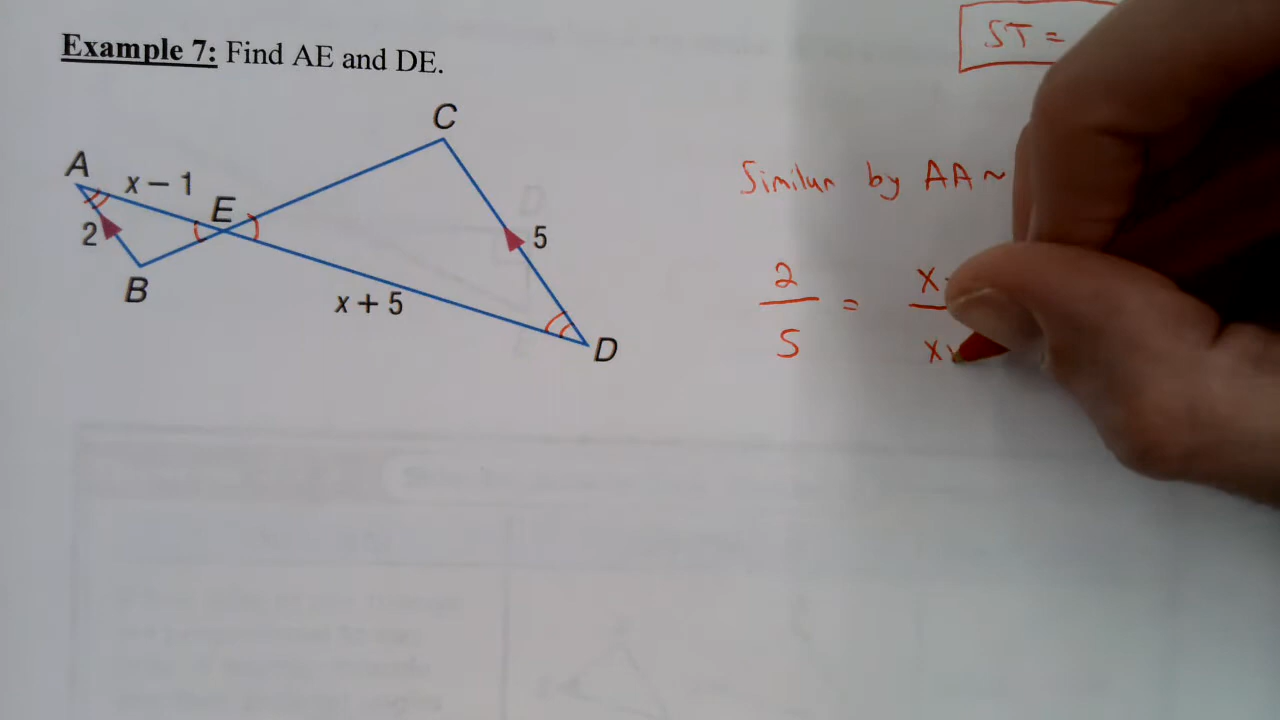 Example 7: Find AE and DE.
ST =
C
A
x – 1
E
2
B
5
x + 5
D
Similar by AA ~
2 = x
5 x